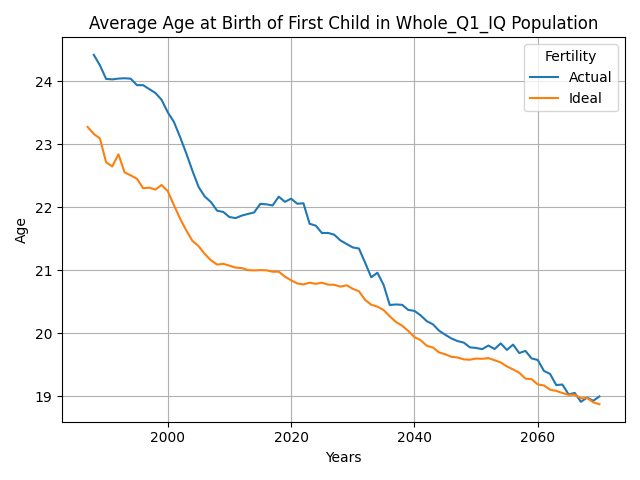 Average Age at Birth of First Child in Whole_Q1_IQ Population
Fertility
Actual
Ideal
Age
24
23
22
21
20
19
2000
2020
2040
2060
Years